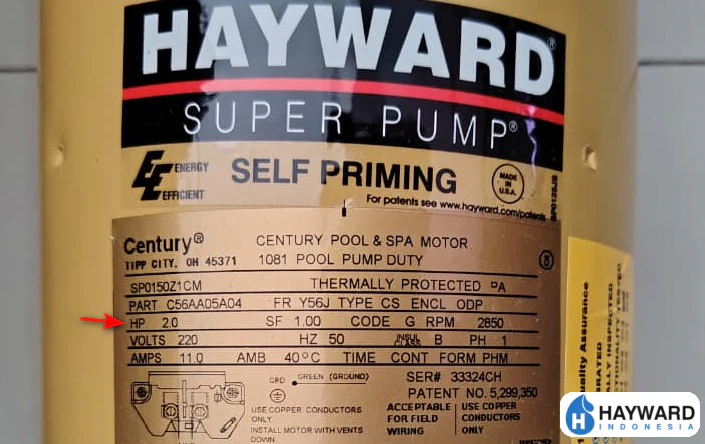 HAYWARD®
SUPER PUMP®
EE ENERGY EFFICIENT
SELF PRIMING
MADE IN U.S.A.
For patents see www.hayward.com/patents
Century®
CENTURY POOL & SPA MOTOR
TIPP CITY, OH 45371 1081 POOL PUMP DUTY
SP0150Z1CM THERMALLY PROTECTED
PART C56AA05A04 FR Y56J TYPE CS ENCL ODP
HP 2.0 SF 1.00 CODE G RPM 2850
VOLTS 220 HZ 50 INSUL CLASS B PH 1
AMPS 11.0 AMB 40°C TIME CONT FORM PHM
GRD GREEN (GROUND)
SER# 33324CH
PATENT NO. 5,299,350
USE COPPER
CONDUCTORS ONLY.
INSTALL MOTOR WITH VENTS
DOWN
ACCEPTABLE
FOR FIELD
WIRING
USE COPPER
CONDUCTORS
ONLY
Quality Assurance
HAYWARD
INDONESIA